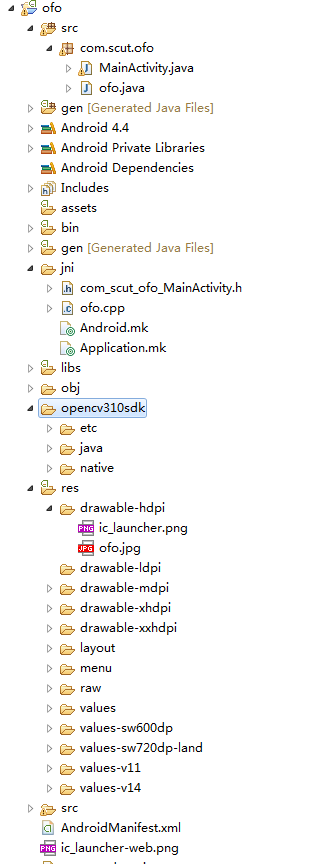 ofo
src
com.scut.ofo
MainActivity.java
ofo.java
gen [Generated Java Files]
Android 4.4
Android Private Libraries
Android Dependencies
Includes
assets
bin
gen [Generated Java Files]
jni
com_scut_ofo_MainActivity.h
ofo.cpp
Android.mk
Application.mk
libs
obj
opencv310sdk
etc
java
native
res
drawable-hdpi
ic_launcher.png
ofo.jpg
drawable-ldpi
drawable-mdpi
drawable-xhdpi
drawable-xxhdpi
layout
menu
raw
values
values-sw600dp
values-sw720dp-land
values-v11
values-v14
src
AndroidManifest.xml
ic_launcher-web.png